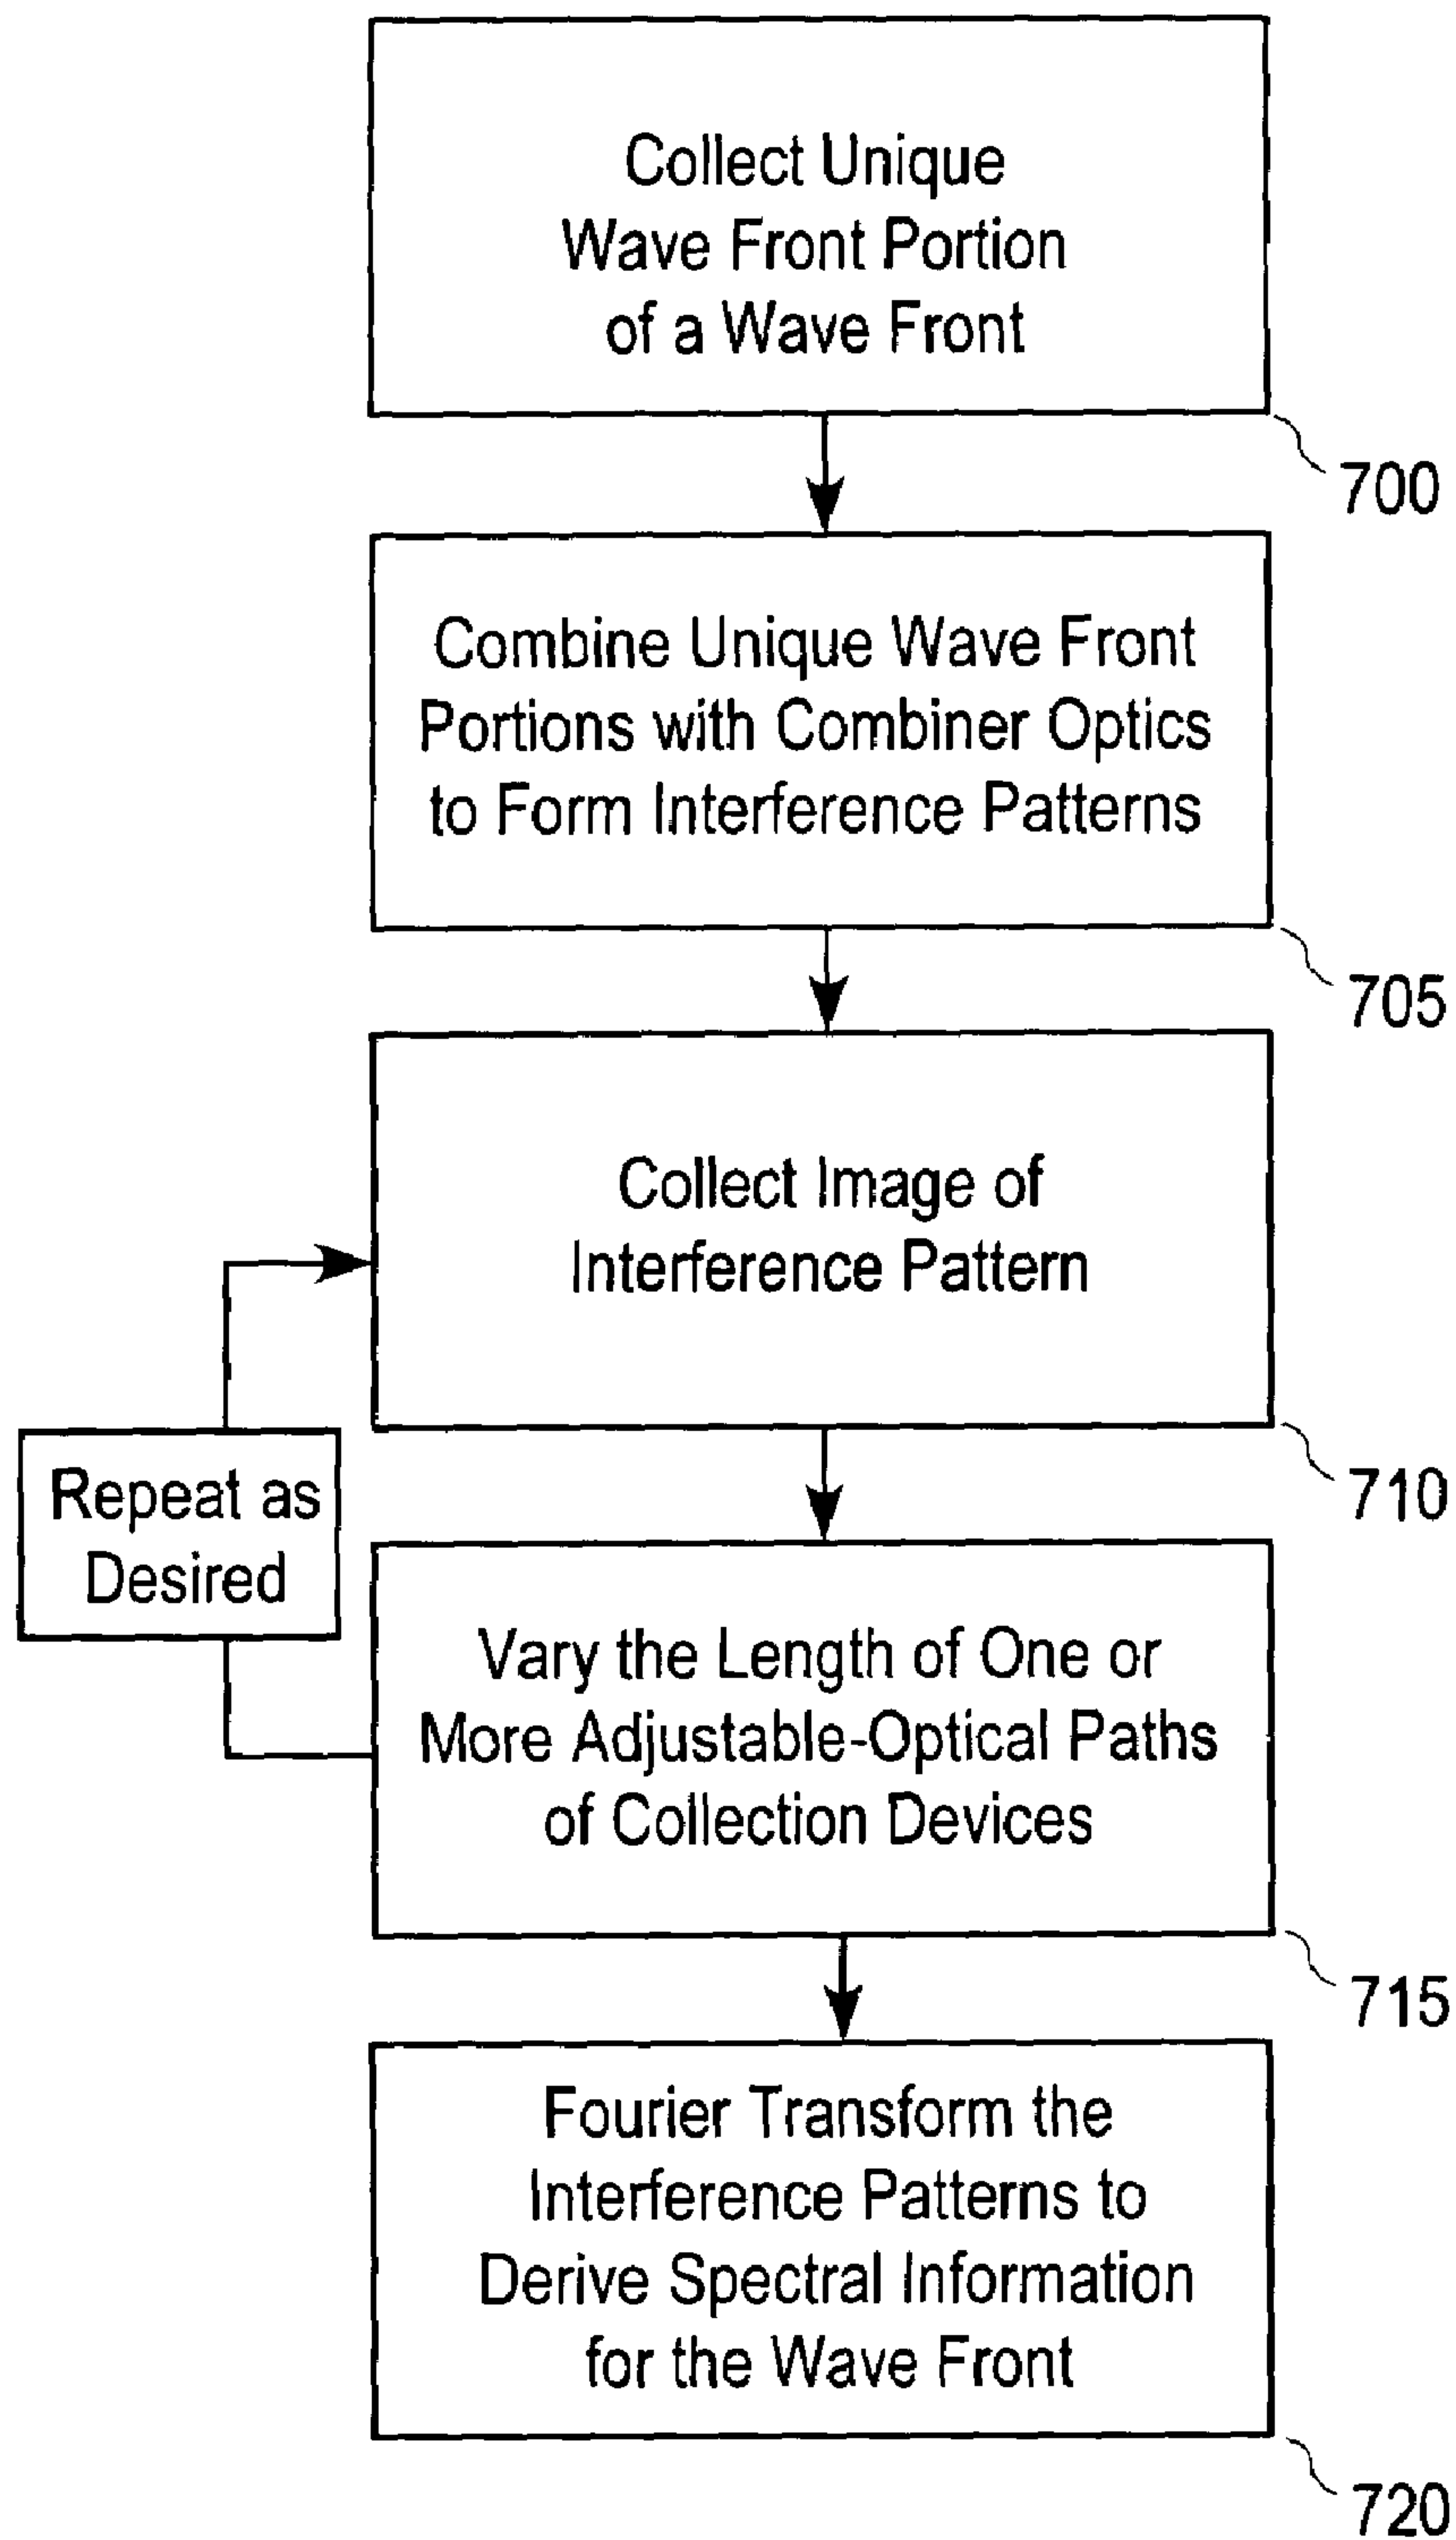 Collect Unique
Wave Front Portion
of a Wave Front
700
Combine Unique Wave Front
Portions with Combiner Optics
to Form Interference Patterns
705
Collect Image of
Interference Pattern
710
Repeat as
Desired
Vary the Length of One or
More Adjustable-Optical Paths
of Collection Devices
715
Fourier Transform the
Interference Patterns to
Derive Spectral Information
for the Wave Front
720